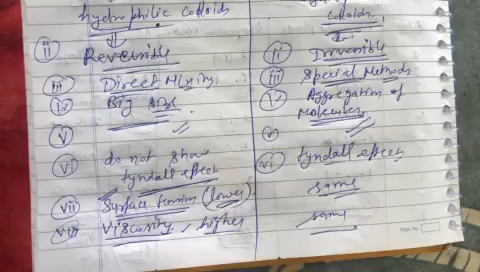 hydrophilic Colloids
colloids.
(ii) Reversible
(ii) Irreversible
(iii) Direct Mixing
(iii) Special Methods
(iv) Big size
(iv) Aggregation of
Molecules
(v)
(v)
(vi) do not show
tyndall effect
(vi) tyndall effect
(vii) Surface tension (lower)
same
(viii) Viscosity, higher
same
Page No